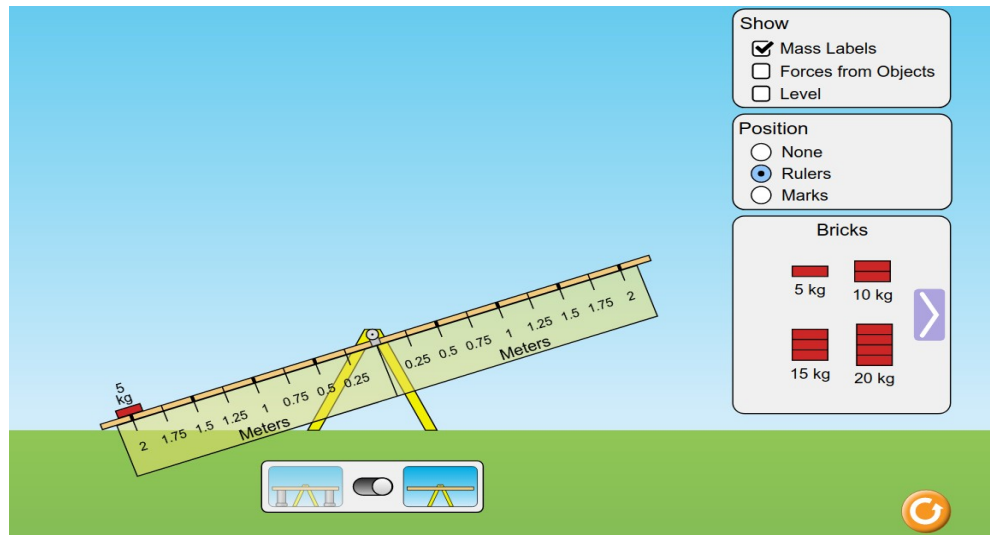 Show
Mass Labels
Forces from Objects
Level
Position
None
Rulers
Marks
Bricks
5 kg
10 kg
15 kg
20 kg
5
kg
2 1.75 1.5 1.25 1 0.75 0.5 0.25
Meters
0.25 0.5 0.75 1 1.25 1.5 1.75 2
Meters